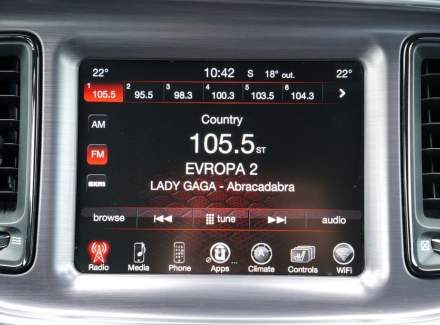 22° 10:42 S 18° out. 22°
1 105.5 2 95.5 3 98.3 4 100.3 5 103.5 6 104.3
AM
Country
105.5 ST
FM
EVROPA 2
LADY GAGA - Abracadabra
sxm
browse tune audio
Radio Media Phone Apps Climate Controls WiFi